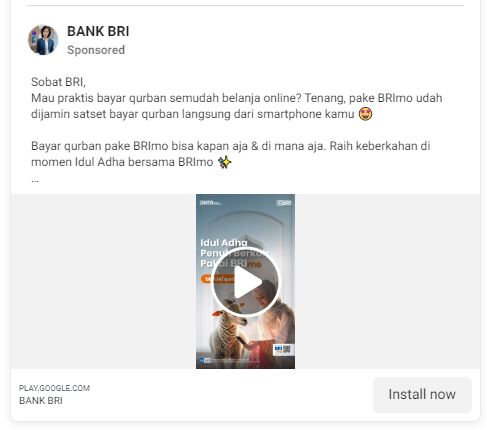 BANK BRI
Sponsored
Sobat BRI,
Mau praktis bayar qurban semudah belanja online? Tenang, pake BRImo udah
dijamin satset bayar qurban langsung dari smartphone kamu 🤩
Bayar qurban pake BRImo bisa kapan aja & di mana aja. Raih keberkahan di
momen Idul Adha bersama BRImo ✨
...
BRI
Idul Adha
Penuh Berkah
Pakai BRImo
PLAY.GOOGLE.COM
BANK BRI
Install now